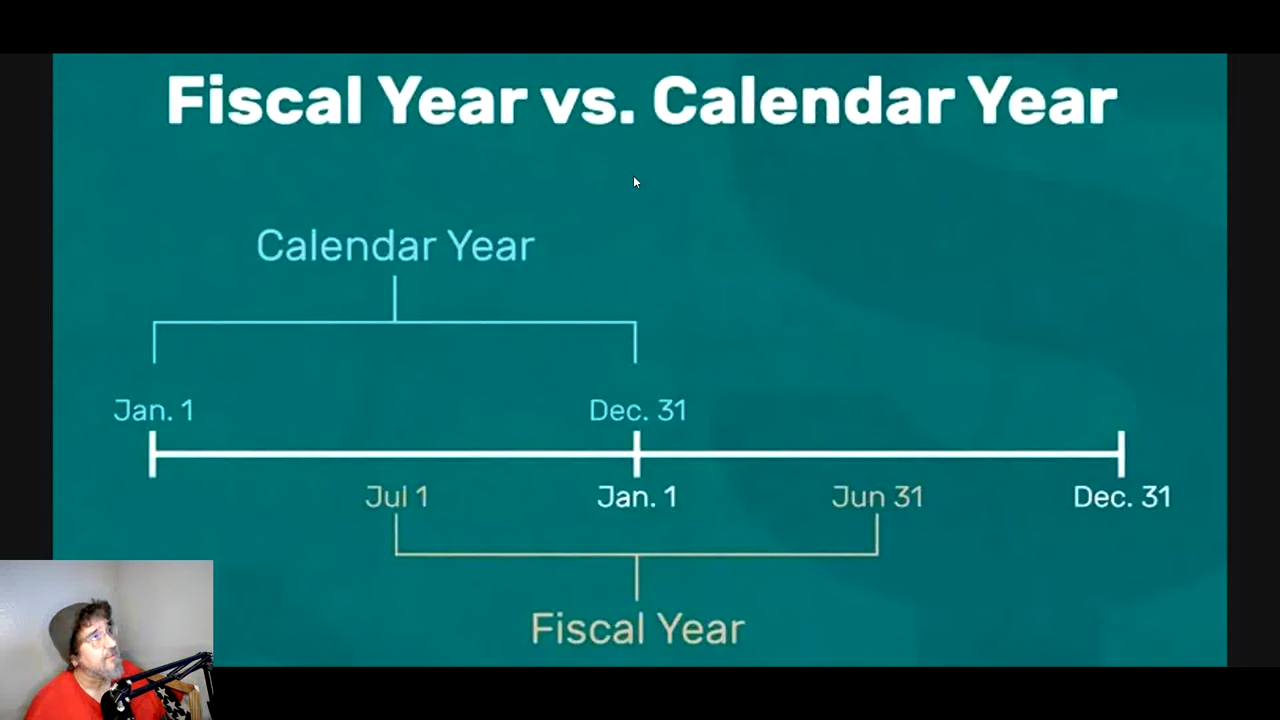 Fiscal Year vs. Calendar Year
Calendar Year
Jan. 1
Dec. 31
Jul 1
Jan. 1
Jun 31
Dec. 31
Fiscal Year